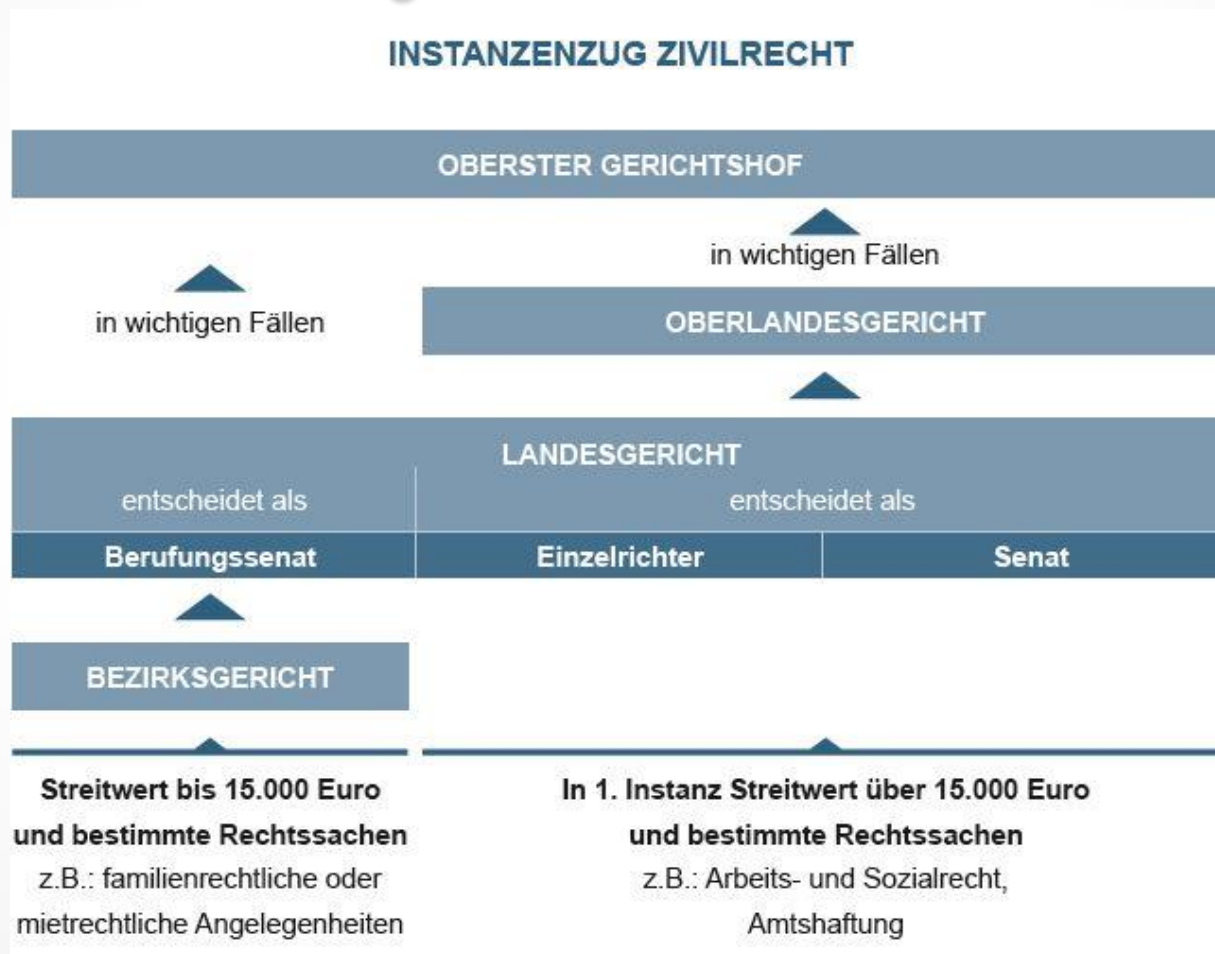 INSTANZENZUG ZIVILRECHT
OBERSTER GERICHTSHOF
in wichtigen Fällen
in wichtigen Fällen
OBERLANDESGERICHT
LANDESGERICHT
entscheidet als
entscheidet als
Berufungssenat
Einzelrichter
Senat
BEZIRKSGERICHT
Streitwert bis 15.000 Euro
und bestimmte Rechtssachen
z.B.: familienrechtliche oder
mietrechtliche Angelegenheiten
In 1. Instanz Streitwert über 15.000 Euro
und bestimmte Rechtssachen
z.B.: Arbeits- und Sozialrecht,
Amtshaftung